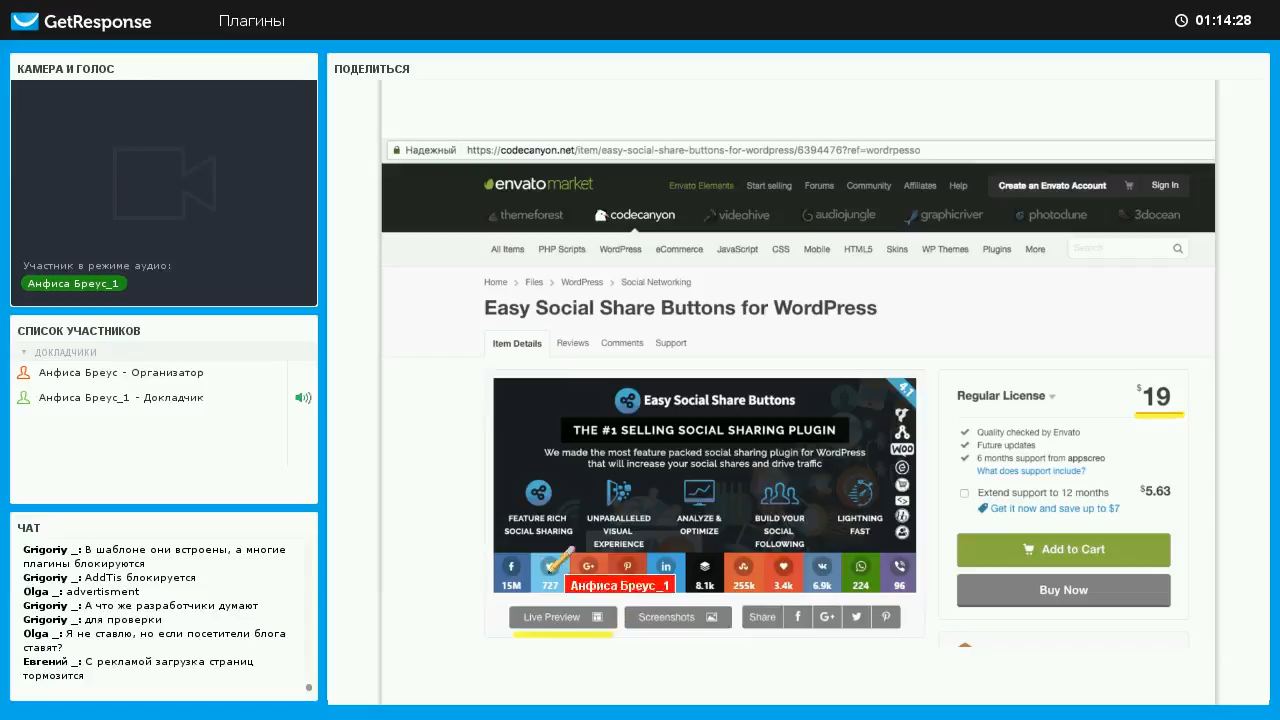 GetResponse
Плагины
01:14:28
КАМЕРА И ГОЛОС
Участник в режиме аудио:
Анфиса Бреус_1
СПИСОК УЧАСТНИКОВ
ДОКЛАДЧИКИ
Анфиса Бреус - Организатор
Анфиса Бреус_1 - Докладчик
ЧАТ
Grigoriy _: В шаблоне они встроены, а многие
плагины блокируются
Grigoriy _: AddTis блокируется
Olga _: advertisment
Grigoriy _: А что же разработчики думают
Grigoriy _: для проверки
Olga _: Я не ставлю, но если посетители блога
ставят?
Евгений _: С рекламой загрузка страниц
тормозится
ПОДЕЛИТЬСЯ
Надежный https://codecanyon.net/item/easy-social-share-buttons-for-wordpress/6394476?ref=wordrpesso
envatomarket
Envato Elements Start selling Forums Community Affiliates Help Create an Envato Account Sign In
themeforest codecanyon videohive audiojungle graphicriver photodune 3docean
All Items PHP Scripts WordPress eCommerce JavaScript CSS Mobile HTML5 Skins WP Themes Plugins More Search
Home > Files > WordPress > Social Networking
Easy Social Share Buttons for WordPress
Item Details Reviews Comments Support
4.1
Easy Social Share Buttons
THE #1 SELLING SOCIAL SHARING PLUGIN
We made the most feature packed social sharing plugin for WordPress
that will increase your social shares and drive traffic
WOO
FEATURE RICH
SOCIAL SHARING
UNPARALLELED
VISUAL
EXPERIENCE
ANALYZE &
OPTIMIZE
BUILD YOUR
SOCIAL
FOLLOWING
LIGHTNING
FAST
15M 727 8.1k 255k 3.4k 6.9k 224 96
Анфиса Бреус_1
Live Preview Screenshots Share
Regular License $19
Quality checked by Envato
Future updates
6 months support from appscreo
What does support include?
Extend support to 12 months $5.63
Get it now and save up to $7
Add to Cart
Buy Now